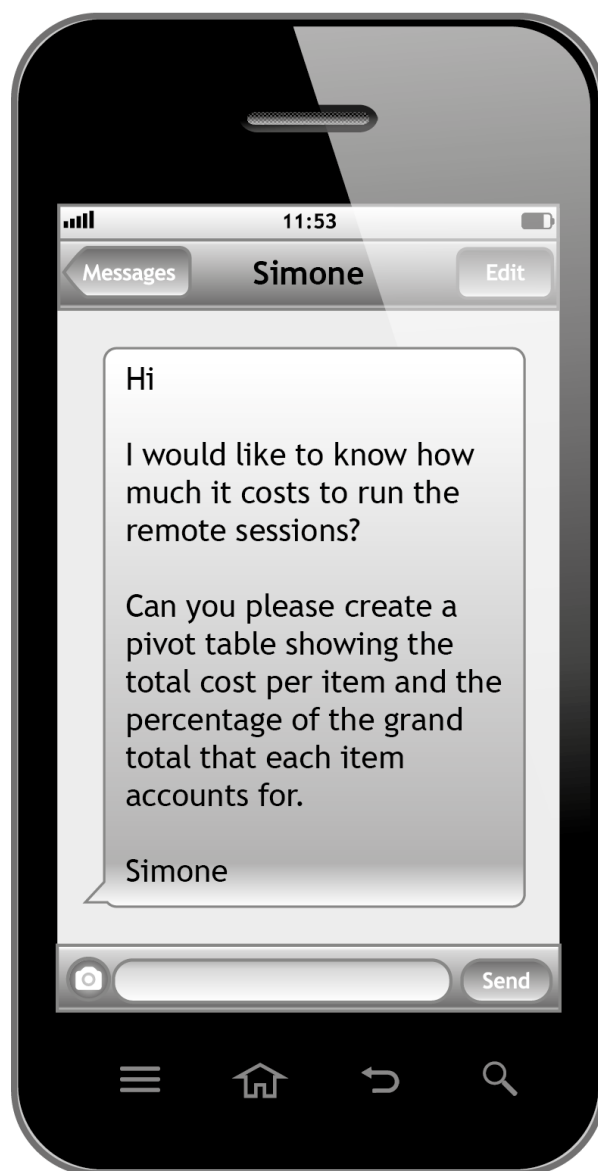 11:53
Messages
Simone
Edit
Hi
I would like to know how
much it costs to run the
remote sessions?
Can you please create a
pivot table showing the
total cost per item and the
percentage of the grand
total that each item
accounts for.
Simone
Send